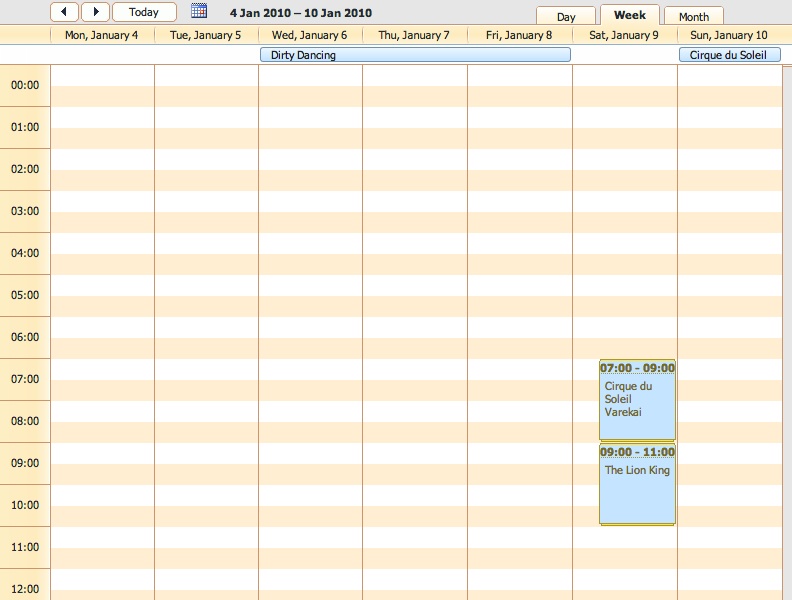 Today
4 Jan 2010 – 10 Jan 2010
Day
Week
Month
Mon, January 4
Tue, January 5
Wed, January 6
Thu, January 7
Fri, January 8
Sat, January 9
Sun, January 10
Dirty Dancing
Cirque du Soleil
00:00
01:00
02:00
03:00
04:00
05:00
06:00
07:00
08:00
09:00
10:00
11:00
12:00
07:00 - 09:00
Cirque du
Soleil
Varekai
09:00 - 11:00
The Lion King